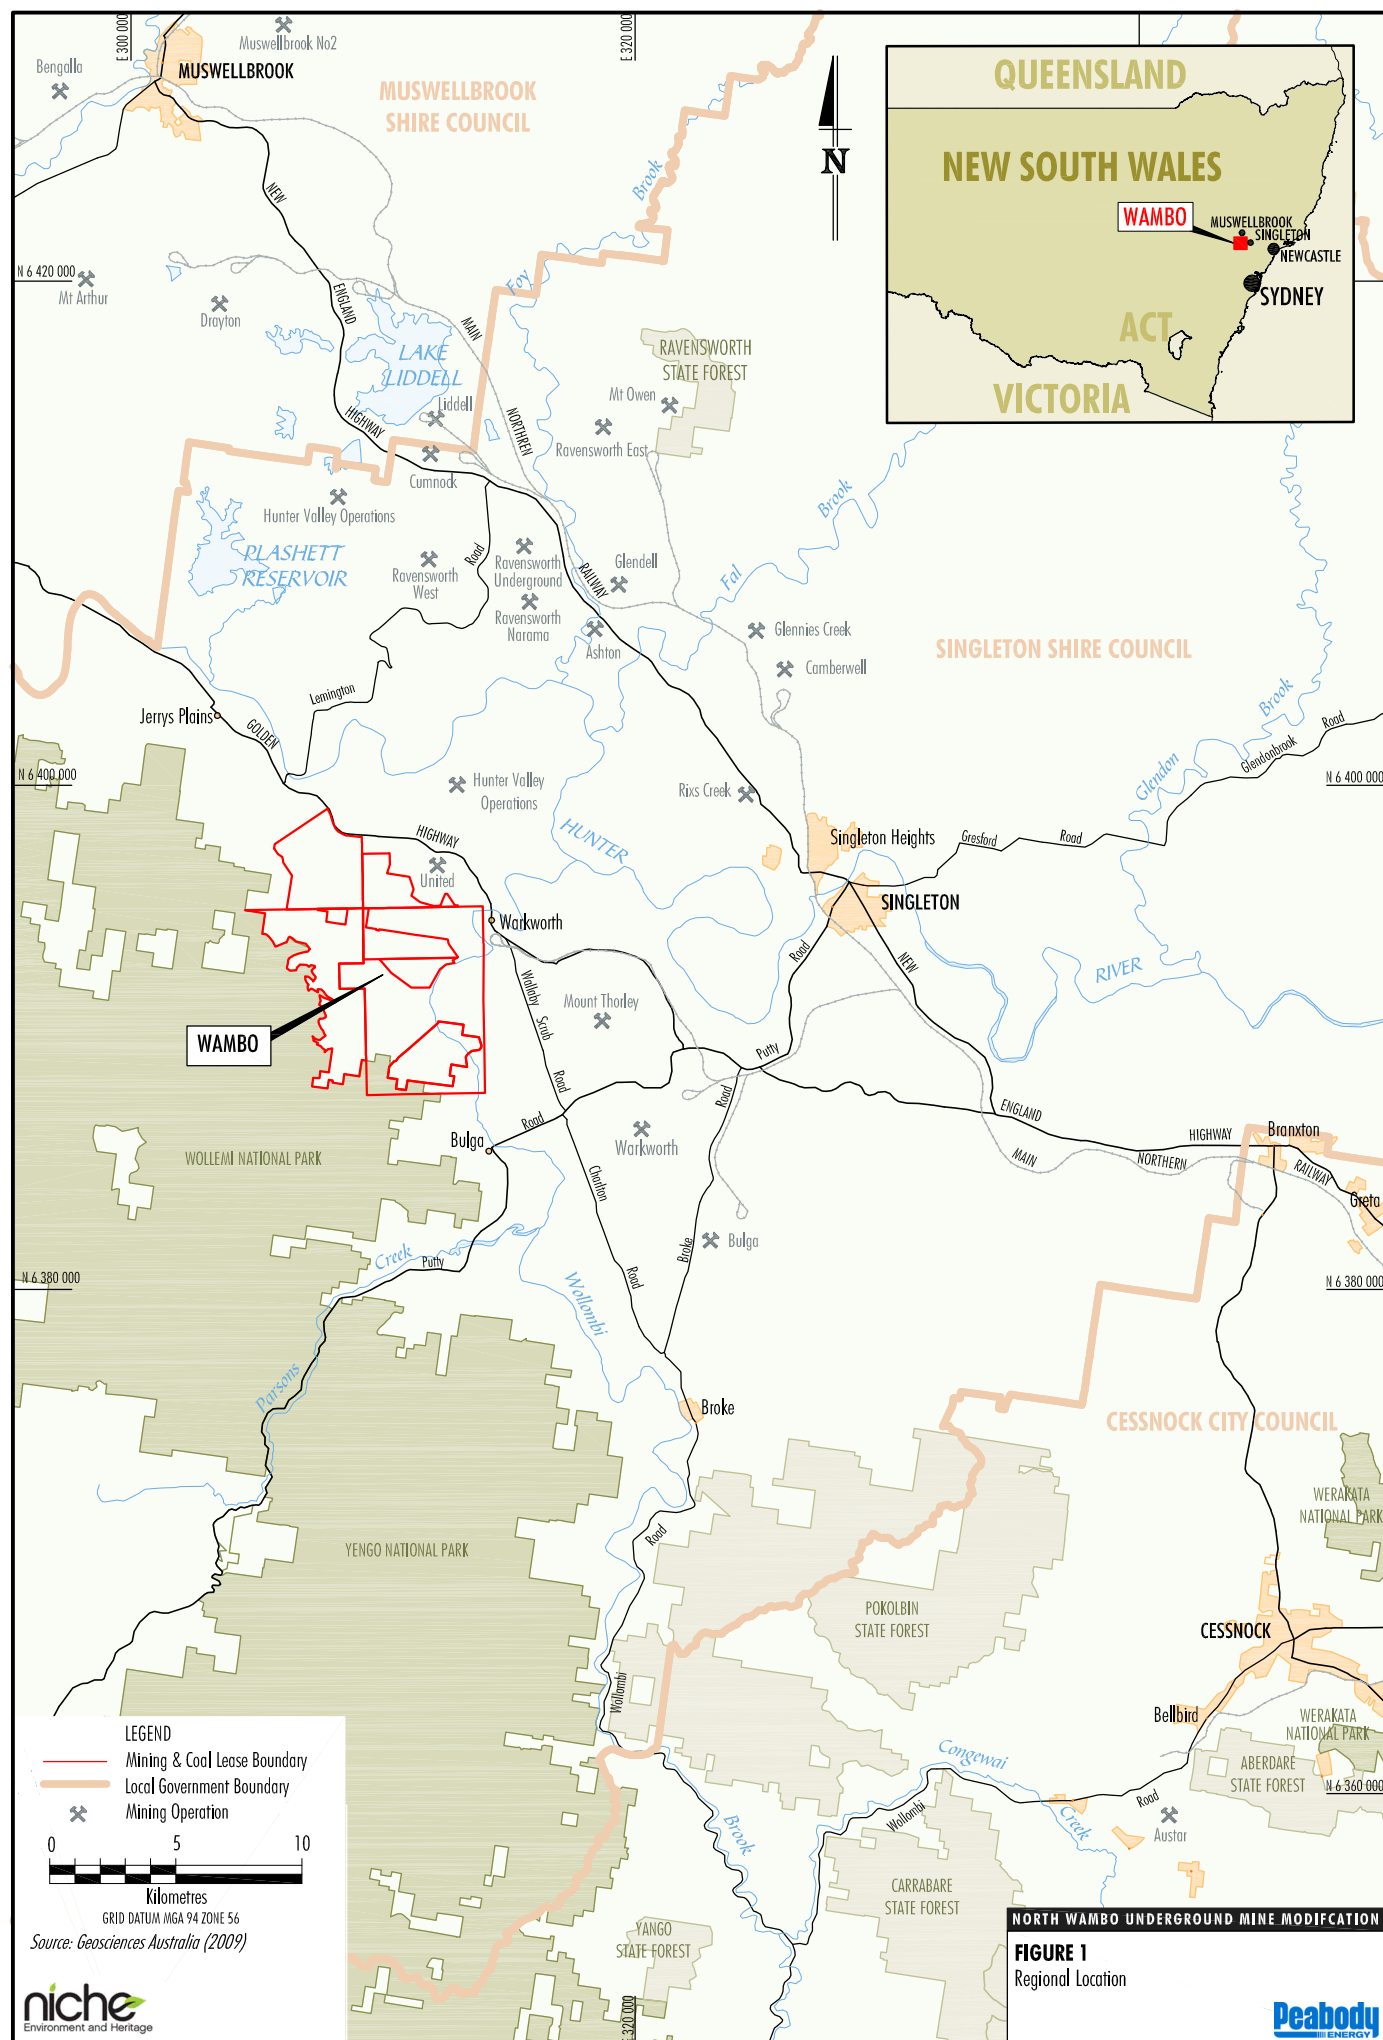 E 300 000
E 320 000
Muswellbrook No2
Bengalla
MUSWELLBROOK
MUSWELLBROOK
SHIRE COUNCIL
N
QUEENSLAND
NEW SOUTH WALES
WAMBO
MUSWELLBROOK
SINGLETON
NEWCASTLE
SYDNEY
ACT
VICTORIA
NEW
Brook
N 6 420 000
Mt Arthur
Drayton
ENGLAND
Foy
MAIN
LAKE
LIDDELL
RAVENSWORTH
STATE FOREST
Mt Owen
Liddell
HIGHWAY
NORTHREN
Ravensworth East
Cumnock
Hunter Valley Operations
Brook
PLASHETT
RESERVOIR
Road
Ravensworth
West
Ravensworth
Underground
Glendell
RAILWAY
Fal
Ravensworth
Narama
Ashton
Glennies Creek
Camberwell
SINGLETON SHIRE COUNCIL
Lemington
Jerrys Plains
GOLDEN
Brook
Road
Glendonbrook
Glendon
N 6 400 000
N 6 400 000
Hunter Valley
Operations
Rixs Creek
HUNTER
HIGHWAY
United
Singleton Heights
Gresford
Road
SINGLETON
Warkworth
Road
NEW
RIVER
Wallaby
Scrub
Road
Mount Thorley
WAMBO
Putty
Road
ENGLAND
HIGHWAY
Branxton
Bulga
Road
Warkworth
MAIN
NORTHERN
RAILWAY
Greta
WOLLEMI NATIONAL PARK
Charlton
Road
Broke
Bulga
Creek
Putty
Wollombi
N 6 380 000
N 6 380 000
Parsons
Broke
CESSNOCK CITY COUNCIL
WERAKATA
NATIONAL PARK
Road
YENGO NATIONAL PARK
POKOLBIN
STATE FOREST
CESSNOCK
Wollombi
Bellbird
WERAKATA
NATIONAL PARK
ABERDARE
STATE FOREST
N 6 360 000
Congewai
Creek
Road
Wollombi
Austar
Brook
CARRABARE
STATE FOREST
YANGO
STATE FOREST
320 000
LEGEND
Mining & Coal Lease Boundary
Local Government Boundary
Mining Operation
0 5 10
Kilometres
GRID DATUM MGA 94 ZONE 56
Source: Geosciences Australia (2009)
niche
Environment and Heritage
NORTH WAMBO UNDERGROUND MINE MODIFCATION
FIGURE 1
Regional Location
Peabody
ENERGY